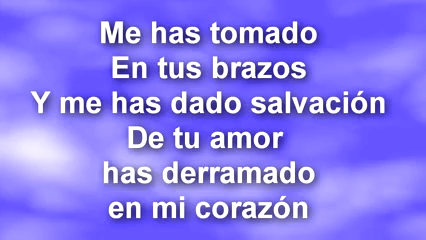 Me has tomado
En tus brazos
Y me has dado salvación
De tu amor
has derramado
en mi corazón